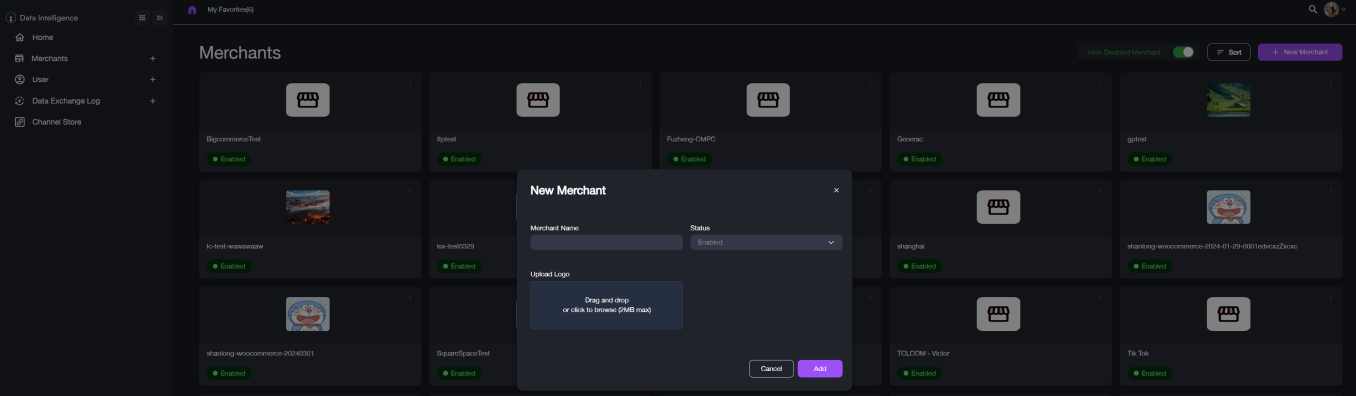 Data Intelligence
Home
Merchants
User
Data Exchange Log
Channel Store
My Favorites(6)
Merchants
Hide Disabled Merchant
Sort
New Merchant
BigcommerceTest
ftptest
Fuzheng-CMPC
Generac
gptest
Enabled
Enabled
Enabled
Enabled
Enabled
lc-test-wawawaaw
lsx-test0329
shanghai
shanlong-woocommerce-2024-01-29-0001edvcxzZxcxc
Enabled
Enabled
Enabled
Enabled
shanlong-woocommerce-20240301
SquareSpaceTest
TCLCOM - Victor
Tik Tok
Enabled
Enabled
Enabled
Enabled
New Merchant
Merchant Name
Status
Enabled
Upload Logo
Drag and drop
or click to browse (2MB max)
Cancel
Add